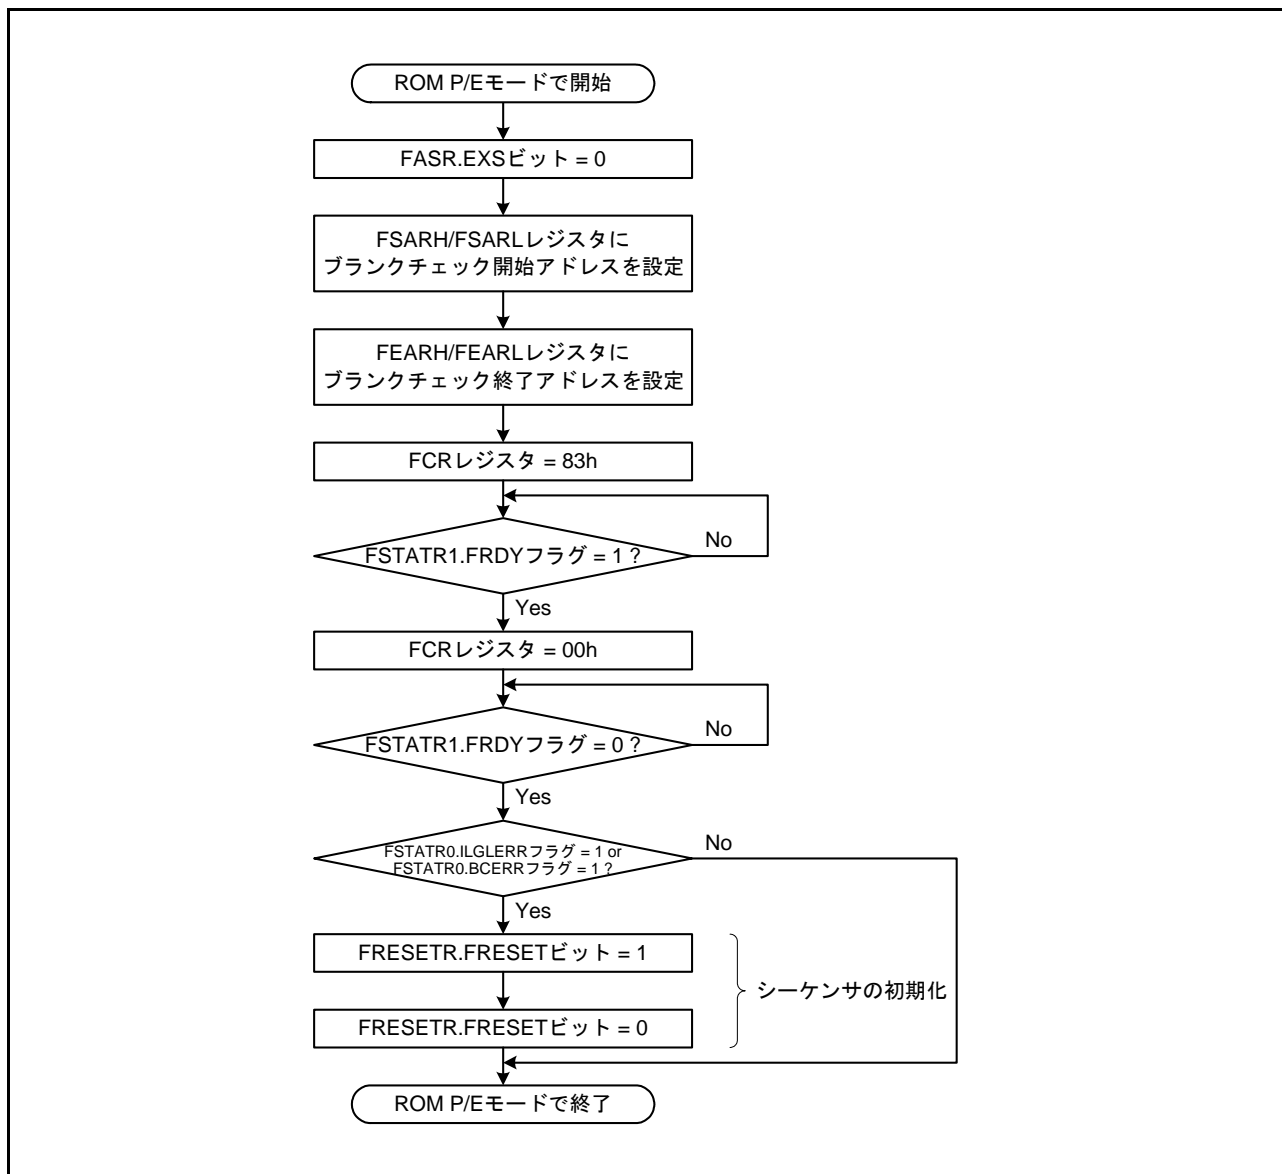 ROM P/Eモードで開始
FASR.EXSビット = 0
FSARH/FSARLレジスタに
ブランクチェック開始アドレスを設定
FEARH/FEARLレジスタに
ブランクチェック終了アドレスを設定
FCRレジスタ = 83h
FSTATR1.FRDYフラグ = 1 ?
No
Yes
FCRレジスタ = 00h
FSTATR1.FRDYフラグ = 0 ?
No
Yes
FSTATR0.ILGLERRフラグ = 1 or
FSTATR0.BCERRフラグ = 1 ?
No
Yes
FRESETR.FRESETビット = 1
シーケンサの初期化
FRESETR.FRESETビット = 0
ROM P/Eモードで終了